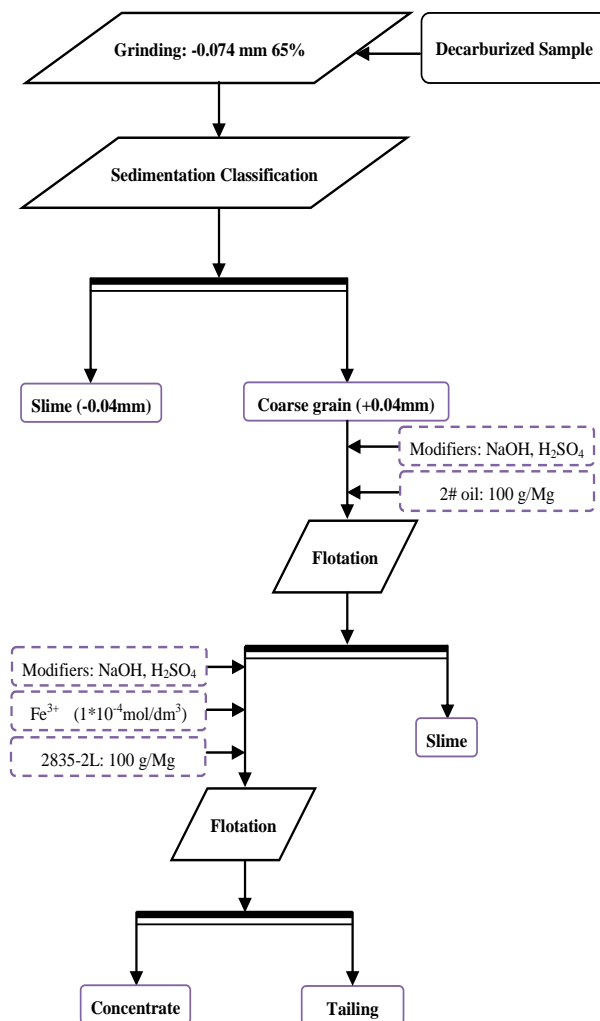 Grinding: -0.074 mm 65%
Decarburized Sample
Sedimentation Classification
Slime (-0.04mm)
Coarse grain (+0.04mm)
Modifiers: NaOH, H₂SO₄
2# oil: 100 g/Mg
Flotation
Modifiers: NaOH, H₂SO₄
Fe³⁺ (1*10⁻⁴mol/dm³)
2835-2L: 100 g/Mg
Slime
Flotation
Concentrate
Tailing